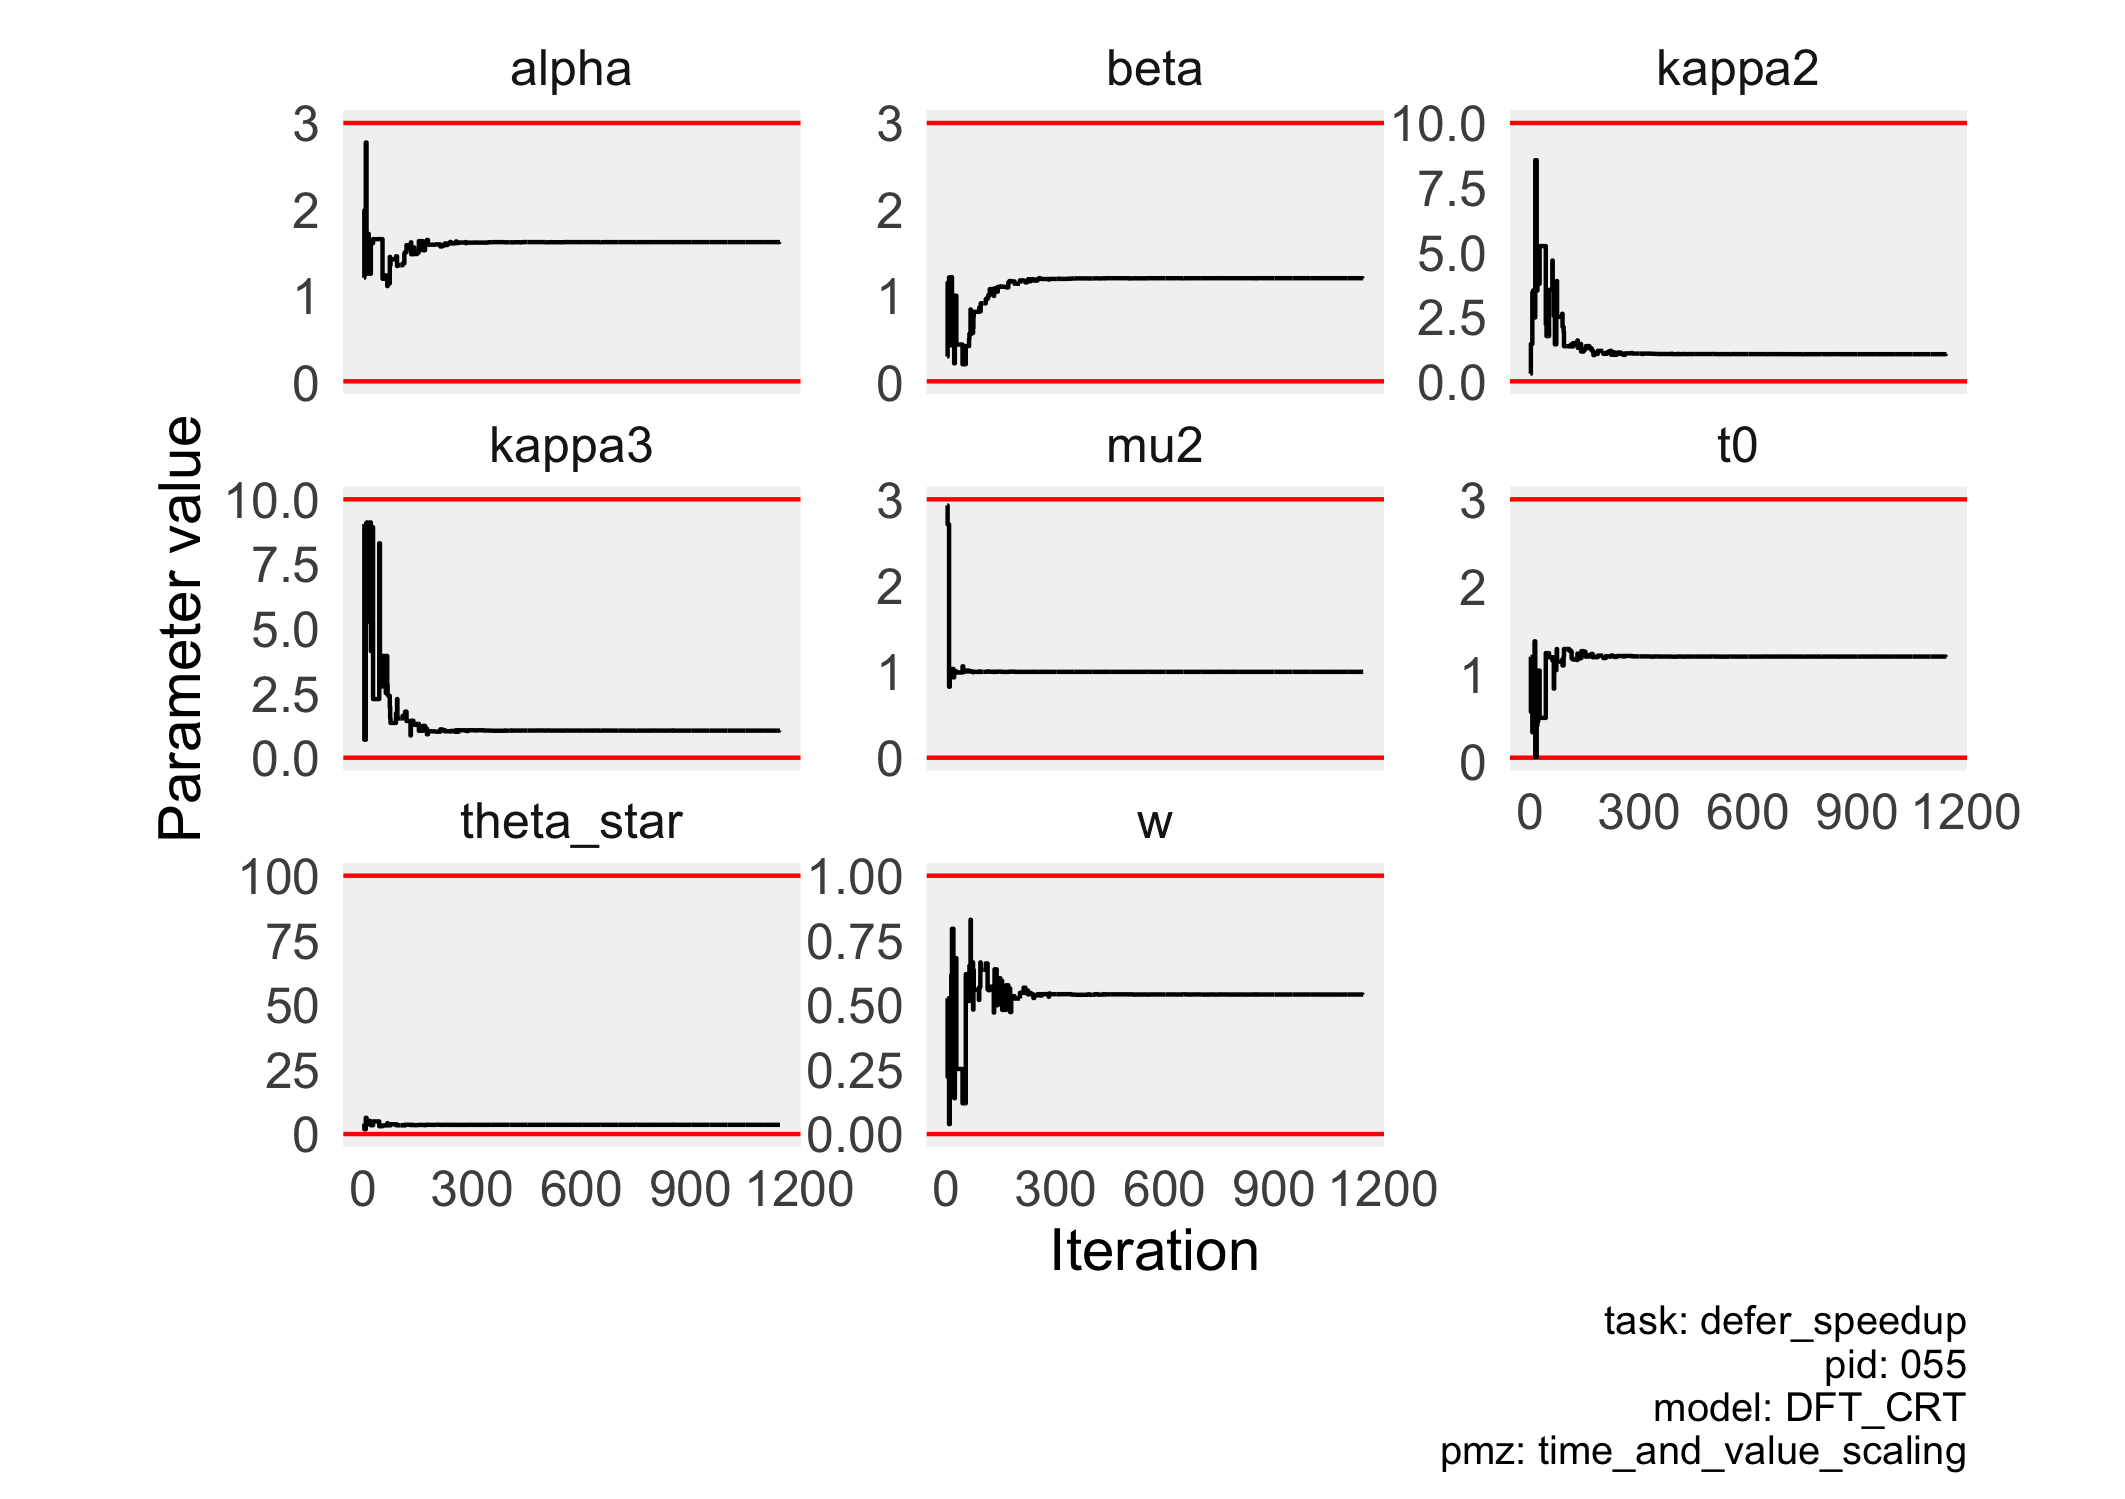 alpha
beta
kappa2
3
2
1
0
3
2
1
0
10.0
7.5
5.0
2.5
0.0
kappa3
mu2
t0
10.0
7.5
5.0
2.5
0.0
3
2
1
0
3
2
1
0
0 300 600 900 1200
theta_star
w
100
75
50
25
0
1.00
0.75
0.50
0.25
0.00
0 300 600 900 1200
0 300 600 900 1200
Parameter value
Iteration
task: defer_speedup
pid: 055
model: DFT_CRT
pmz: time_and_value_scaling